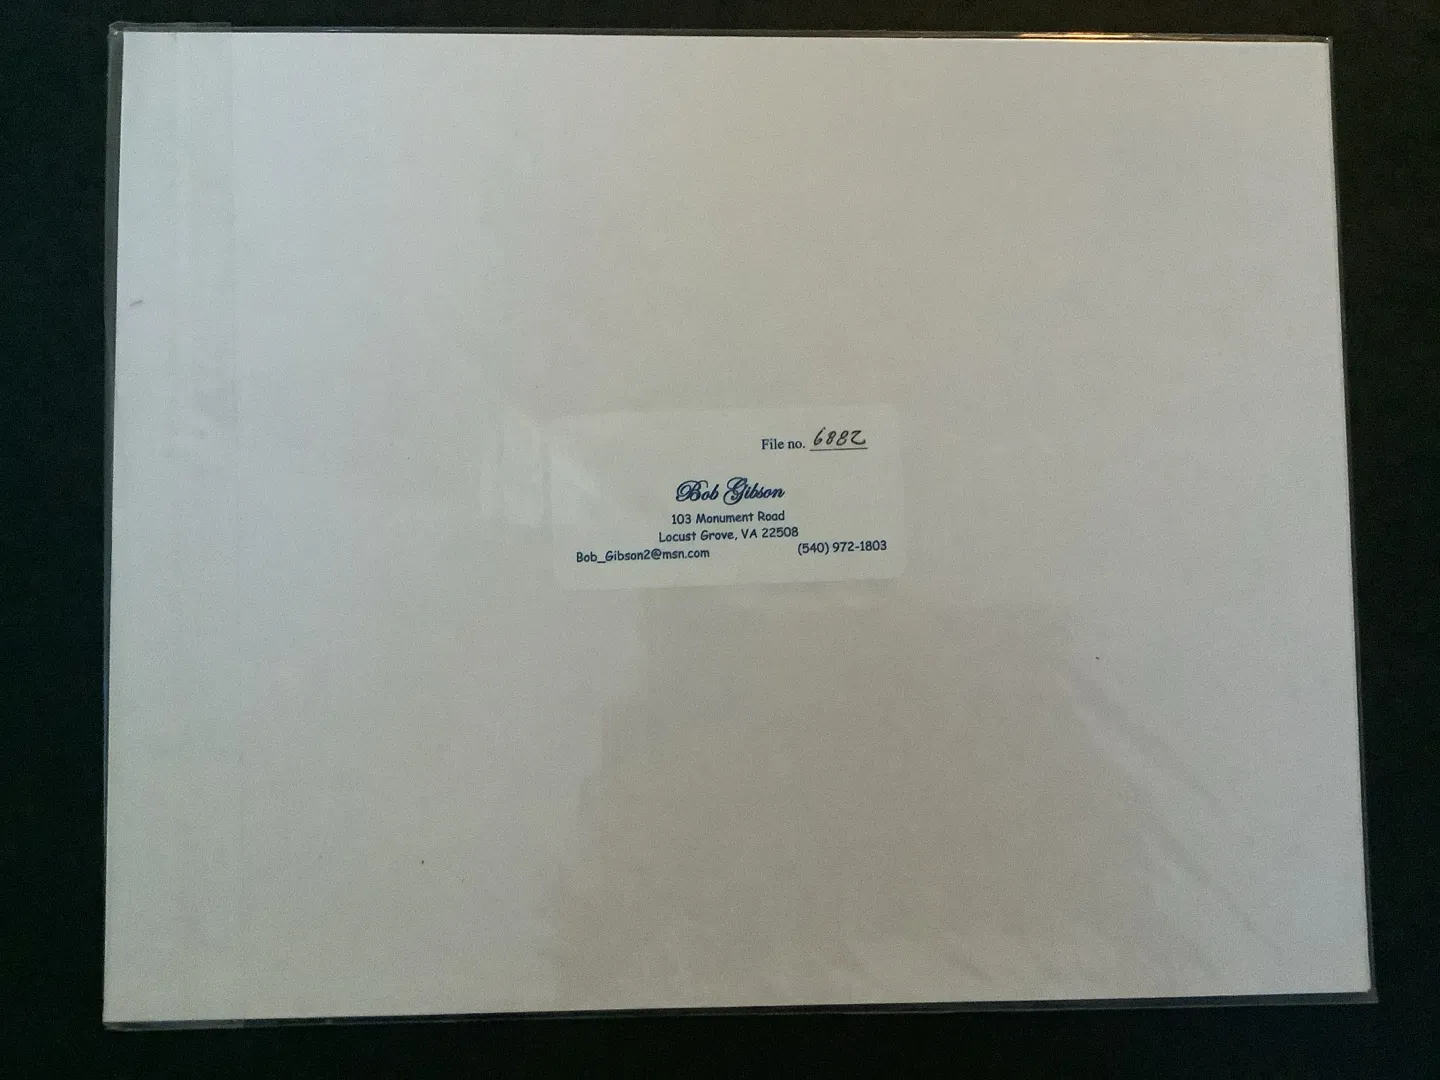 File no. 6882
Bob Gibson
103 Monument Road
Locust Grove, VA 22508
Bob_Gibson2@msn.com (540) 972-1803